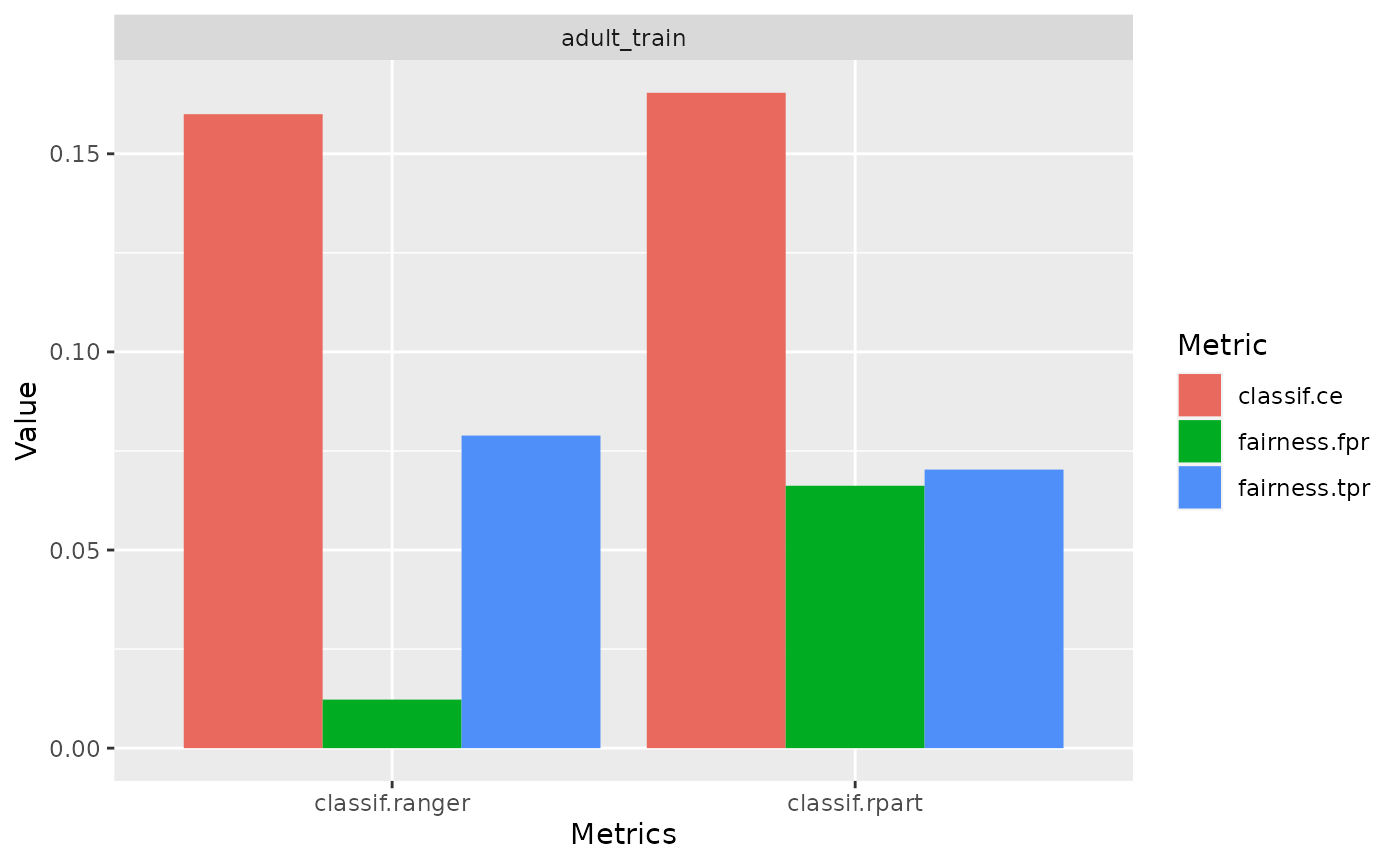 adult_train
0.15
0.10
0.05
0.00
Value
classif.ranger
classif.rpart
Metrics
Metric
classif.ce
fairness.fpr
fairness.tpr